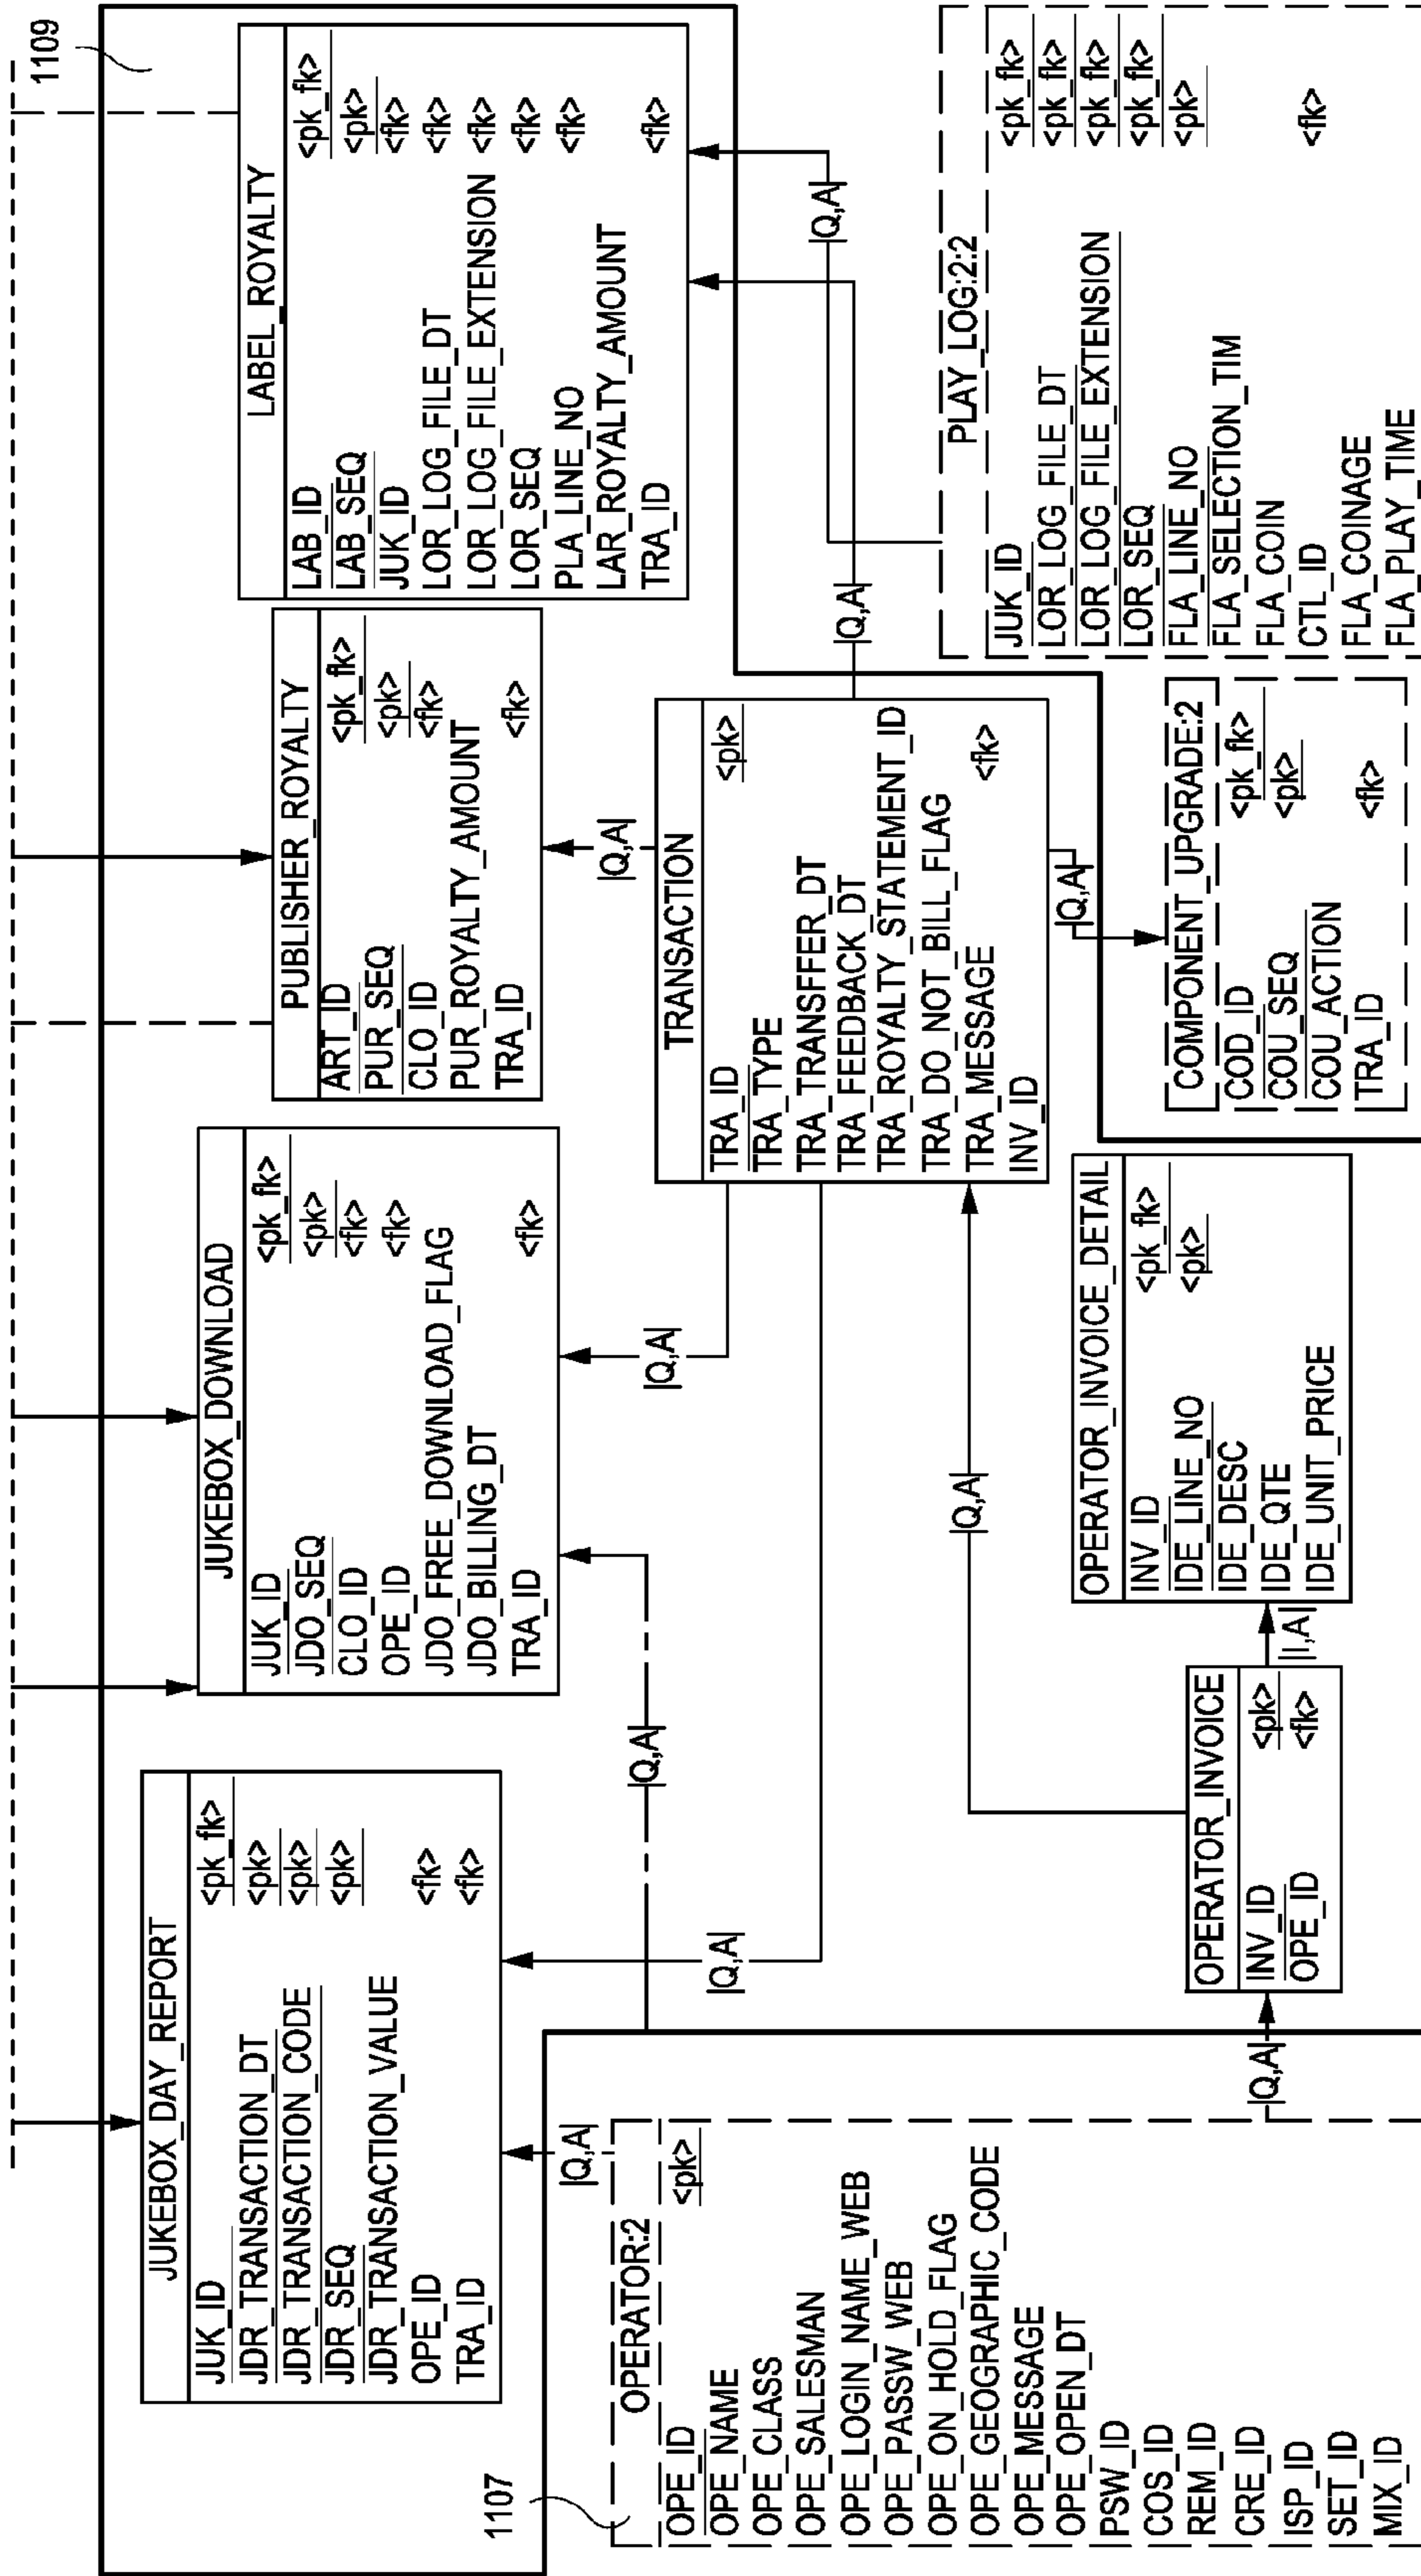 1109
JUKEBOX_DAY_REPORT
JUK_ID <pk_fk>
JDR_TRANSACTION_DT <pk>
JDR_TRANSACTION_CODE <pk>
JDR_SEQ <pk>
JDR_TRANSACTION_VALUE
OPE_ID <fk>
TRA_ID <fk>
JUKEBOX_DOWNLOAD
JUK_ID <pk_fk>
JDO_SEQ <pk>
CLO_ID <fk>
OPE_ID <fk>
JDO_FREE_DOWNLOAD_FLAG
JDO_BILLING_DT
TRA_ID <fk>
PUBLISHER_ROYALTY
ART_ID <pk_fk>
PUR_SEQ <pk>
CLO_ID <fk>
PUR_ROYALTY_AMOUNT
TRA_ID <fk>
LABEL_ROYALTY
LAB_ID <pk_fk>
LAB_SEQ <pk>
JUK_ID <fk>
LOR_LOG_FILE_DT <fk>
LOR_LOG_FILE_EXTENSION <fk>
LOR_SEQ <fk>
PLA_LINE_NO <fk>
LAR_ROYALTY_AMOUNT
TRA_ID <fk>
|Q,A|
|Q,A|
|Q,A|
|Q,A|
|Q,A|
|Q,A|
|Q,A|
1107
OPERATOR:2
OPE_ID <pk>
OPE_NAME
OPE_CLASS
OPE_SALESMAN
OPE_LOGIN_NAME_WEB
OPE_PASSW_WEB
OPE_ON_HOLD_FLAG
OPE_GEOGRAPHIC_CODE
OPE_MESSAGE
OPE_OPEN_DT
PSW_ID
COS_ID
REM_ID
CRE_ID
ISP_ID
SET_ID
MIX_ID
TRANSACTION
TRA_ID <pk>
TRA_TYPE
TRA_TRANSFFER_DT
TRA_FEEDBACK_DT
TRA_ROYALTY_STATEMENT_ID
TRA_DO_NOT_BILL_FLAG
TRA_MESSAGE
INV_ID <fk>
|Q,A|
|Q,A|
|Q,A|
OPERATOR_INVOICE
INV_ID <pk>
OPE_ID <fk>
|I,A|
OPERATOR_INVOICE_DETAIL
INV_ID <pk_fk>
IDE_LINE_NO <pk>
IDE_DESC
IDE_QTE
IDE_UNIT_PRICE
COMPONENT_UPGRADE:2
COD_ID <pk_fk>
COU_SEQ <pk>
COU_ACTION
TRA_ID <fk>
PLAY_LOG:2:2
JUK_ID <pk_fk>
LOR_LOG_FILE_DT <pk_fk>
LOR_LOG_FILE_EXTENSION <pk_fk>
LOR_SEQ <pk_fk>
FLA_LINE_NO <pk>
FLA_SELECTION_TIM
FLA_COIN
CTL_ID <fk>
FLA_COINAGE
FLA_PLAY_TIME